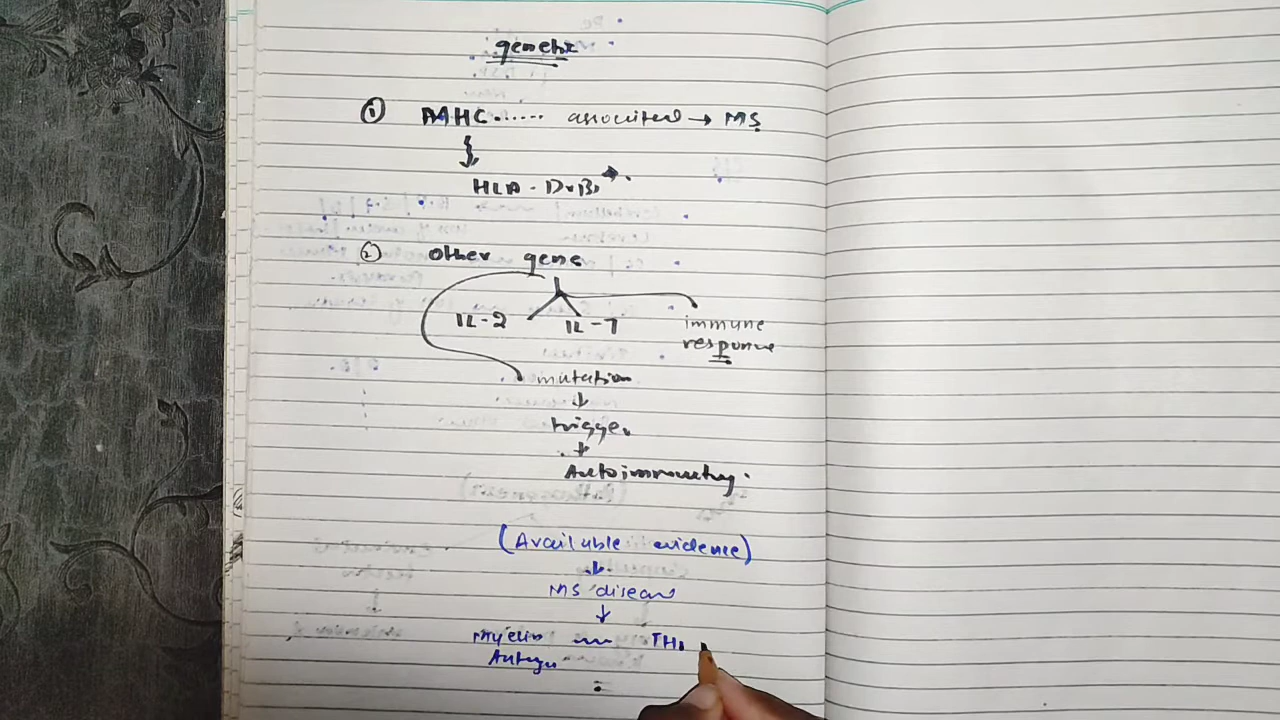 genetic
① MHC...... associated → MS
HLA - DrB1
② Other gene
IL-2 IL-7 immune
response
mutation
↓
trigger
↓
Autoimmunity.
(Available evidence)
↓
MS disease
↓
Myelin TH1
Antigen